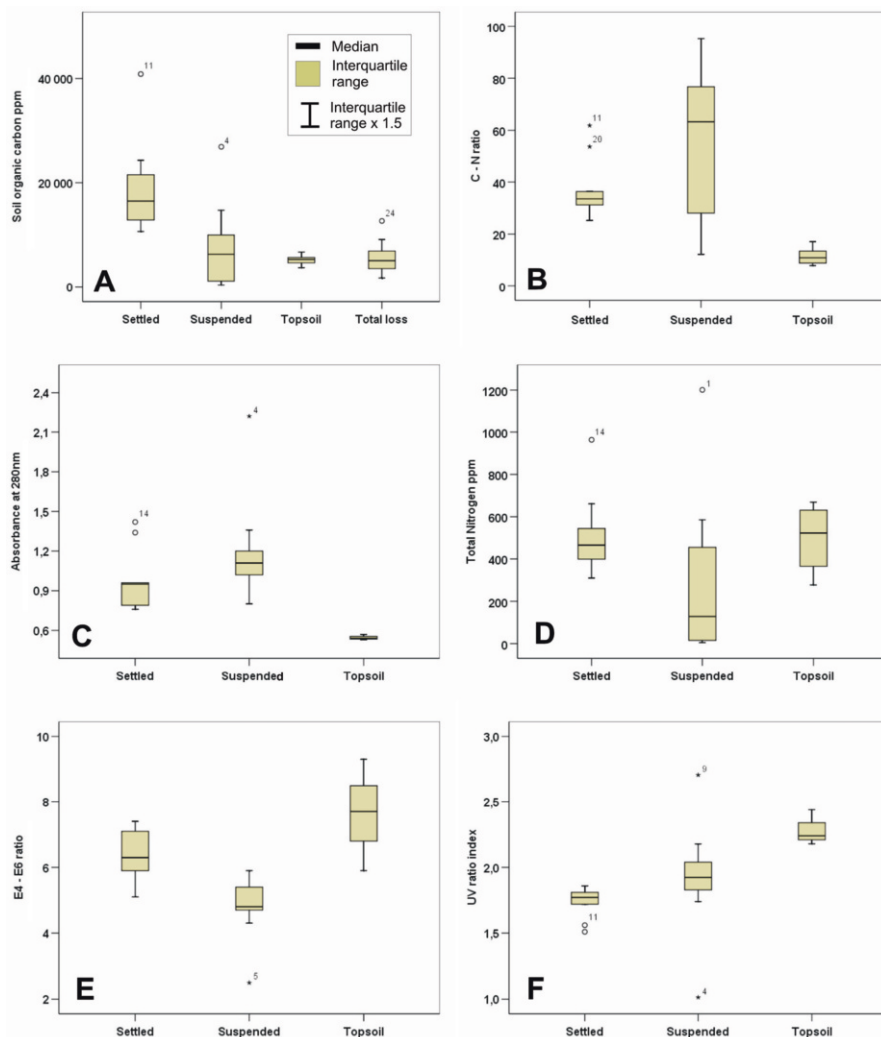 Soil organic carbon ppm
40 000
20 000
0
11
4
24
Median
Interquartile
range
Interquartile
range x 1.5
A
Settled
Suspended
Topsoil
Total loss
C - N ratio
100
80
60
40
20
0
11
20
B
Settled
Suspended
Topsoil
Absorbance at 280nm
2,4
2,1
1,8
1,5
1,2
0,9
0,6
14
4
C
Settled
Suspended
Topsoil
Total Nitrogen ppm
1200
1000
800
600
400
200
0
14
1
D
Settled
Suspended
Topsoil
E4 - E6 ratio
10
8
6
4
2
5
E
Settled
Suspended
Topsoil
UV ratio index
3,0
2,5
2,0
1,5
1,0
11
9
4
F
Settled
Suspended
Topsoil